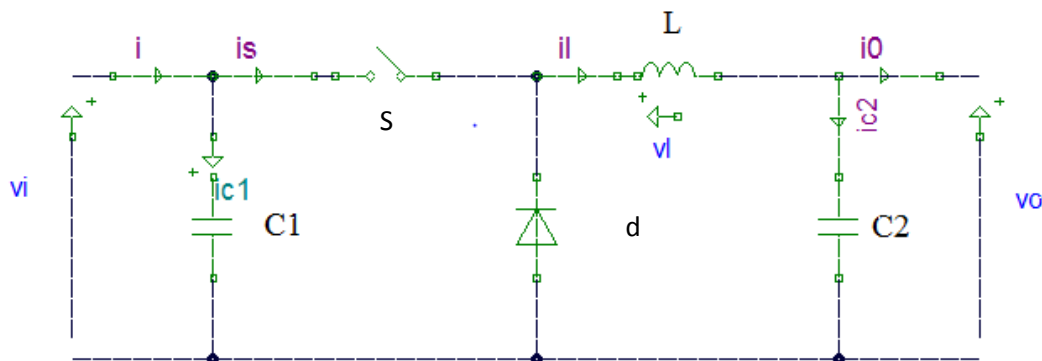 i
is
il
L
i0
S
+
+
vl
ic2
+
vi
+
ic1
C1
d
C2
vo